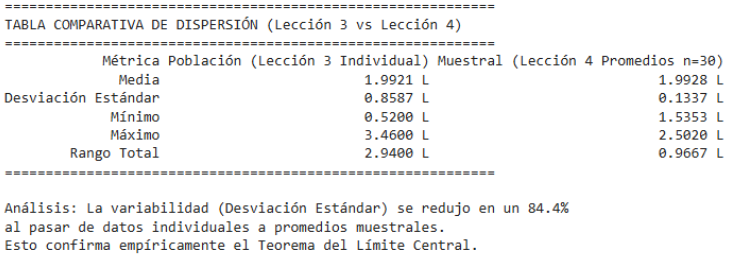 ============================================================
TABLA COMPARATIVA DE DISPERSIÓN (Lección 3 vs Lección 4)
============================================================
Métrica Población (Lección 3 Individual) Muestral (Lección 4 Promedios n=30)
Media 1.9921 L 1.9928 L
Desviación Estándar 0.8587 L 0.1337 L
Mínimo 0.5200 L 1.5353 L
Máximo 3.4600 L 2.5020 L
Rango Total 2.9400 L 0.9667 L
============================================================
Análisis: La variabilidad (Desviación Estándar) se redujo en un 84.4%
al pasar de datos individuales a promedios muestrales.
Esto confirma empíricamente el Teorema del Límite Central.